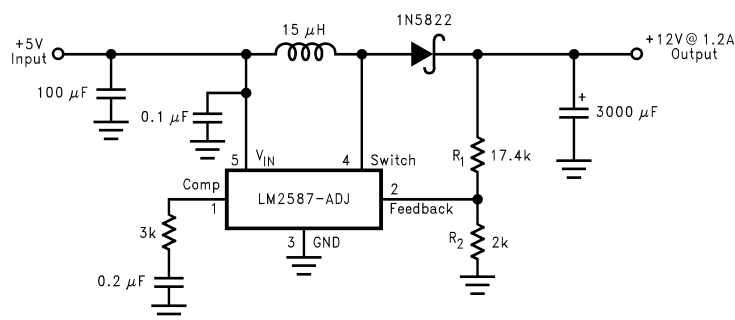 1N5822
15 μH
+5V
Input
+12V@ 1.2A
Output
100 μF
0.1 μF
3000 μF
+
5
VIN
4
Switch
R1
17.4k
Comp
1
LM2587-ADJ
2
Feedback
3k
3
GND
R2
2k
0.2 μF